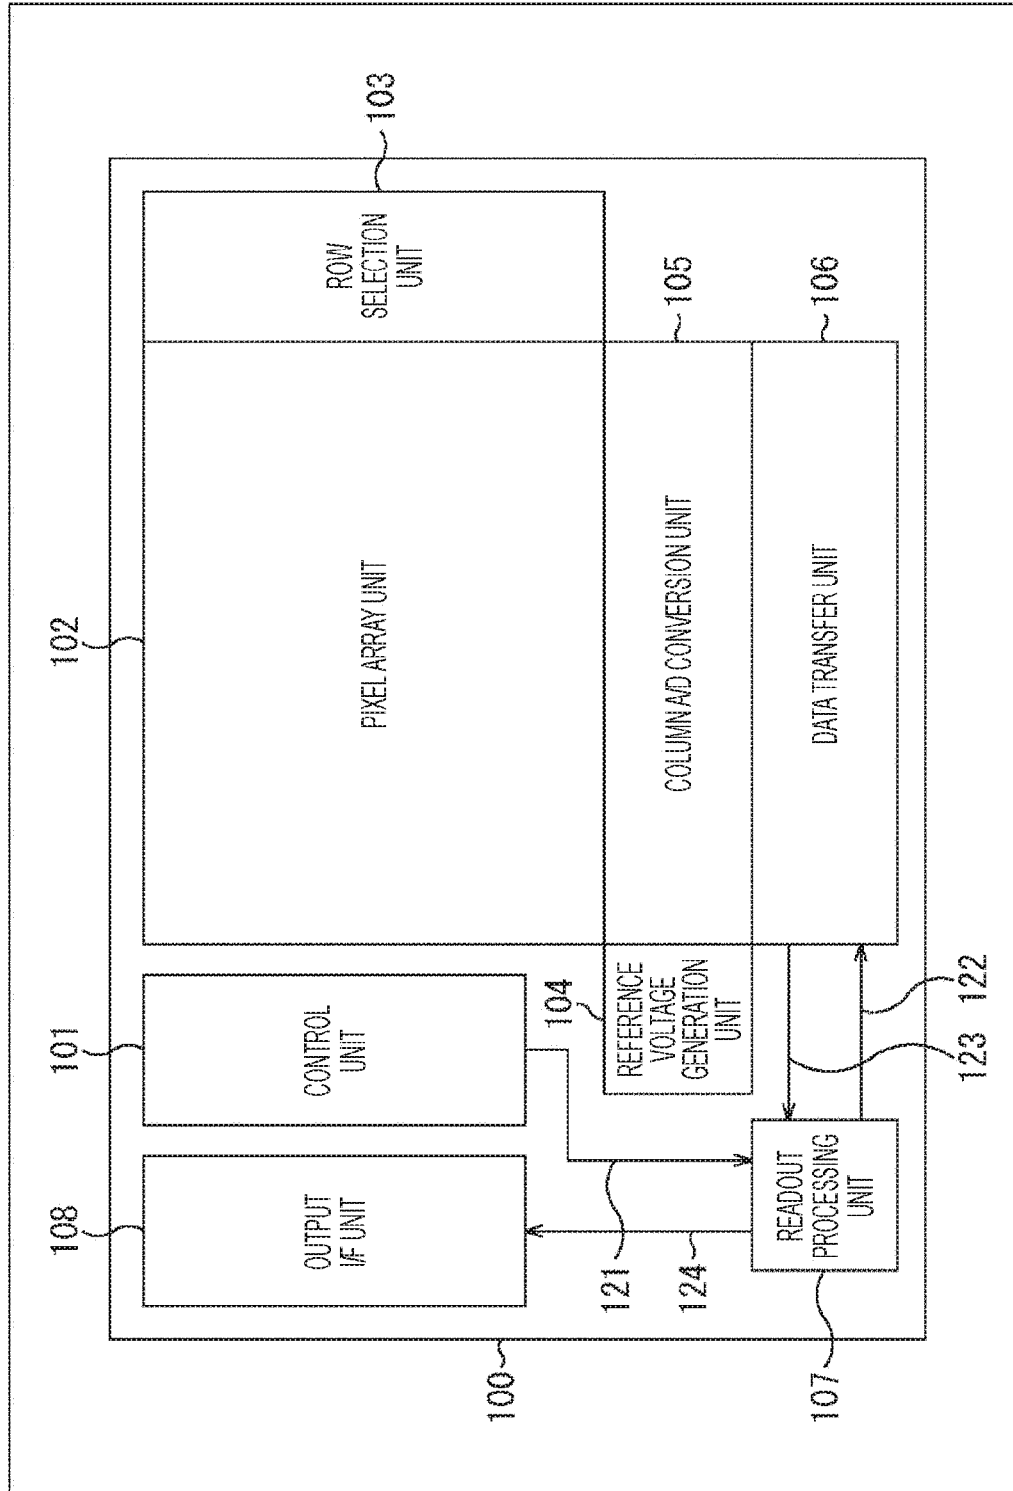 100
108
OUTPUT
I/F UNIT
101
CONTROL
UNIT
102
PIXEL ARRAY UNIT
ROW
SELECTION
UNIT
103
104
REFERENCE
VOLTAGE
GENERATION
UNIT
COLUMN A/D CONVERSION UNIT
105
121
124
107
READOUT
PROCESSING
UNIT
123
122
DATA TRANSFER UNIT
106